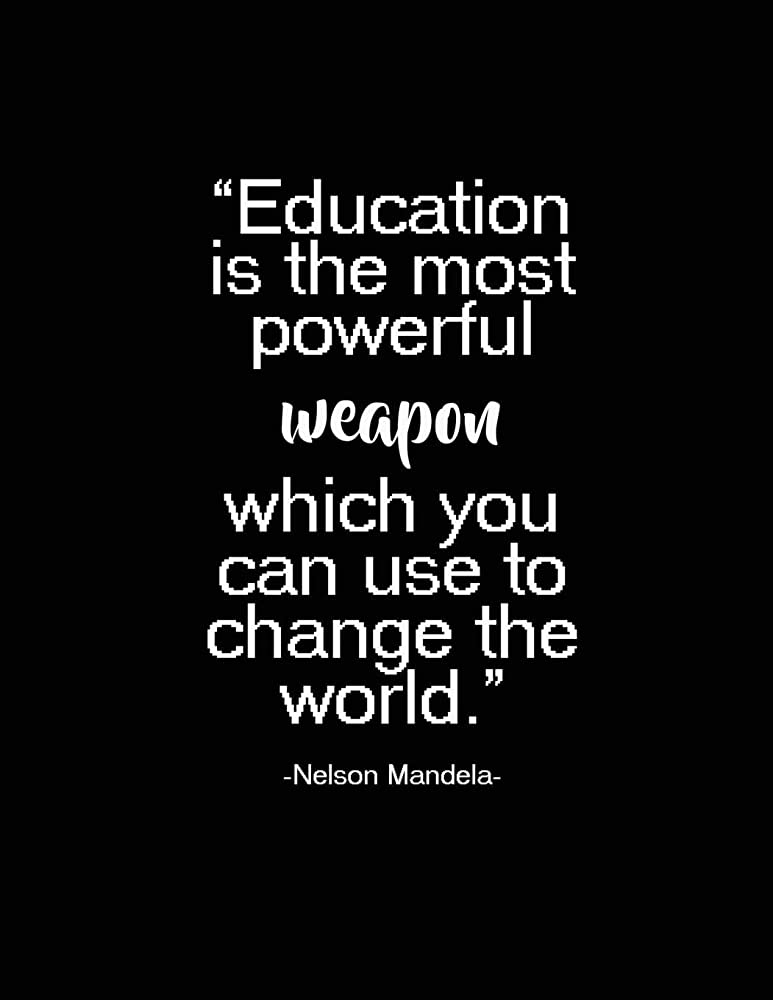 “Education
is the most
powerful
weapon
which you
can use to
change the
world.”
-Nelson Mandela-